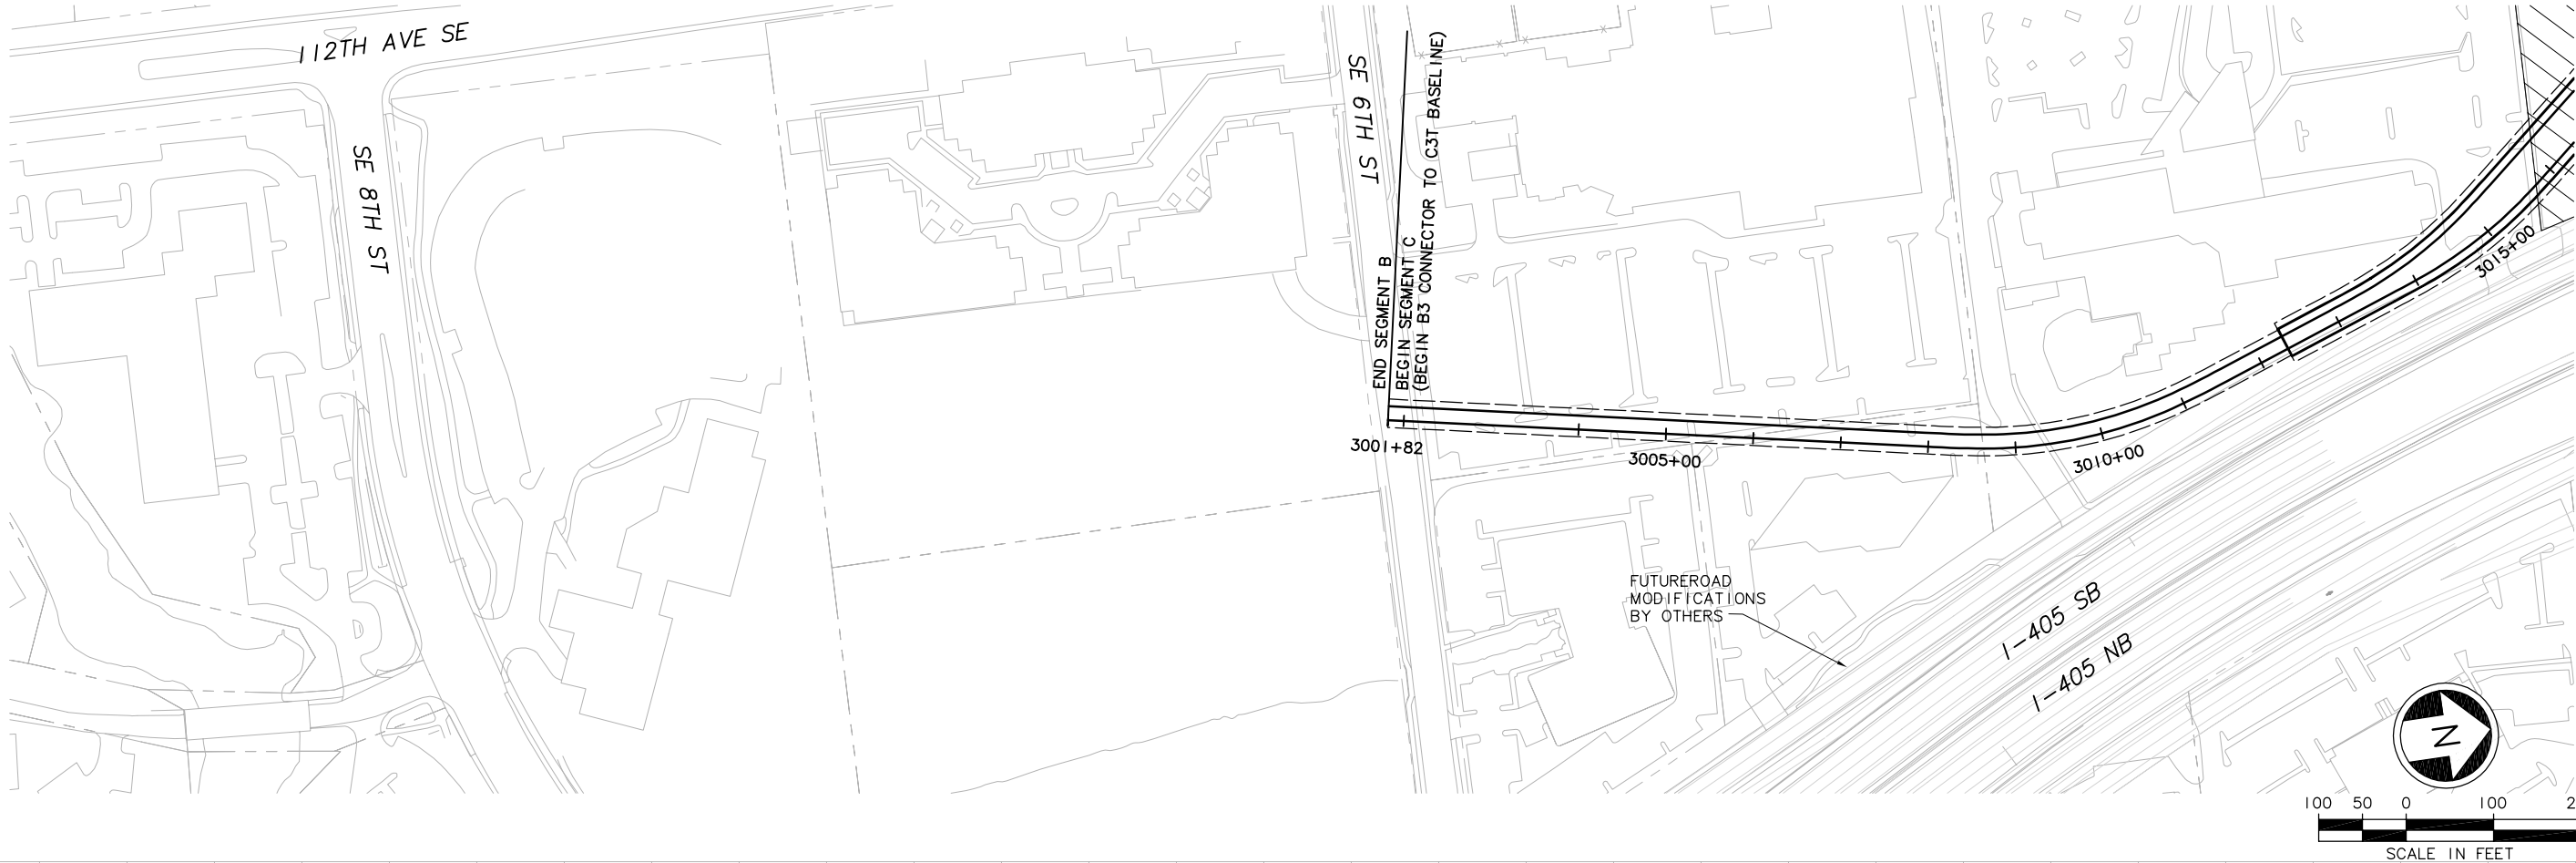 112TH AVE SE
SE 8TH ST
SE 6TH ST
END SEGMENT B
BEGIN SEGMENT C
(BEGIN B3 CONNECTOR TO C3T BASELINE)
3001+82
3005+00
3010+00
3015+00
FUTUREROAD
MODIFICATIONS
BY OTHERS
I-405 SB
I-405 NB
N
100 50 0 100
SCALE IN FEET